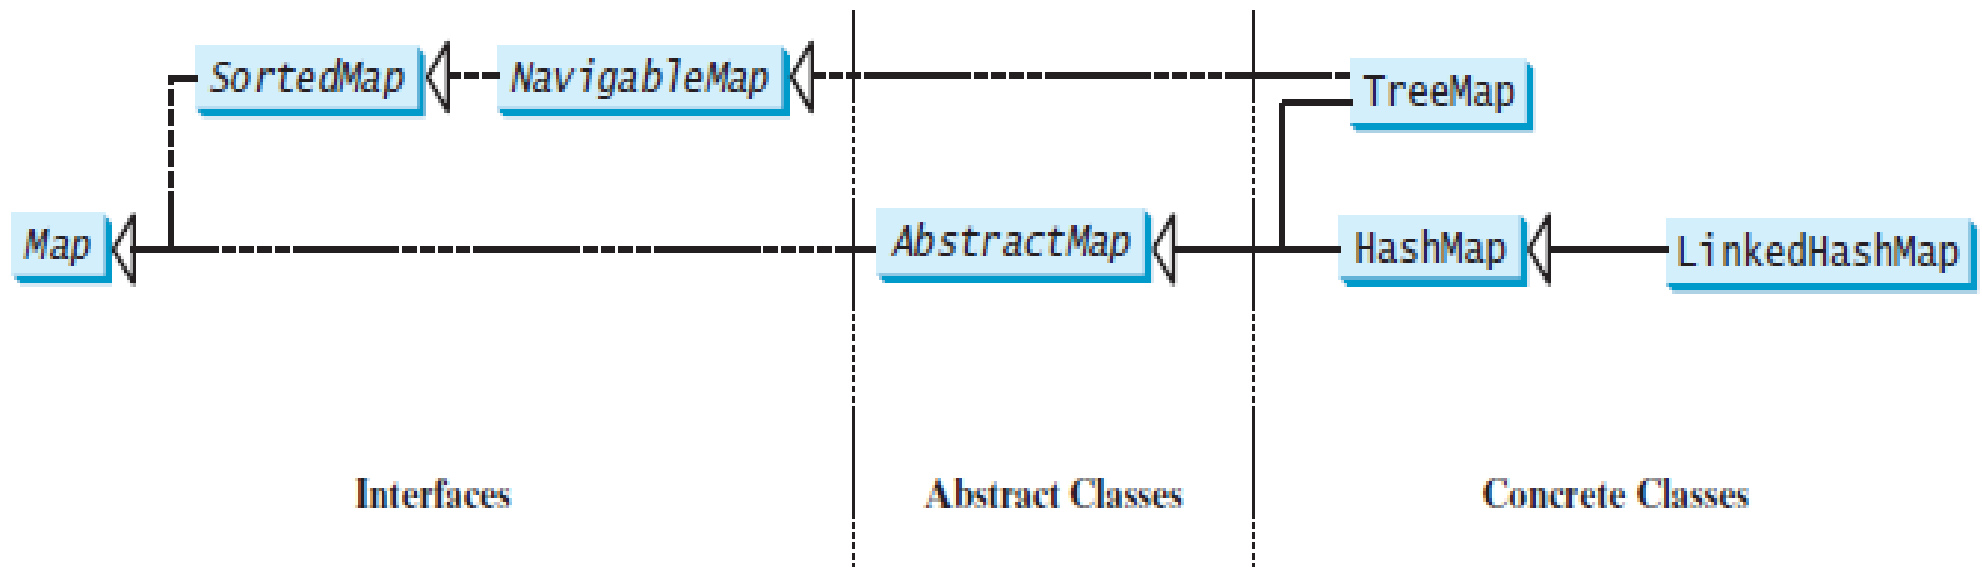 SortedMap
NavigableMap
TreeMap
Map
AbstractMap
HashMap
LinkedHashMap
Interfaces
Abstract Classes
Concrete Classes